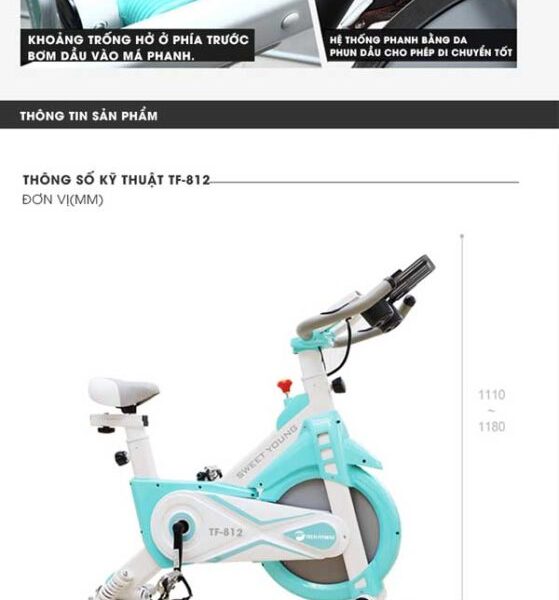 KHOẢNG TRỐNG HỞ Ở PHÍA TRƯỚC
BƠM DẦU VÀO MÁ PHANH.
HỆ THỐNG PHANH BẰNG DA
PHUN DẦU CHO PHÉP DI CHUYỂN TỐT
THÔNG TIN SẢN PHẨM
THÔNG SỐ KỸ THUẬT TF-812
ĐƠN VỊ(MM)
1110
~
1180
SWEET YOUNG
TF-812